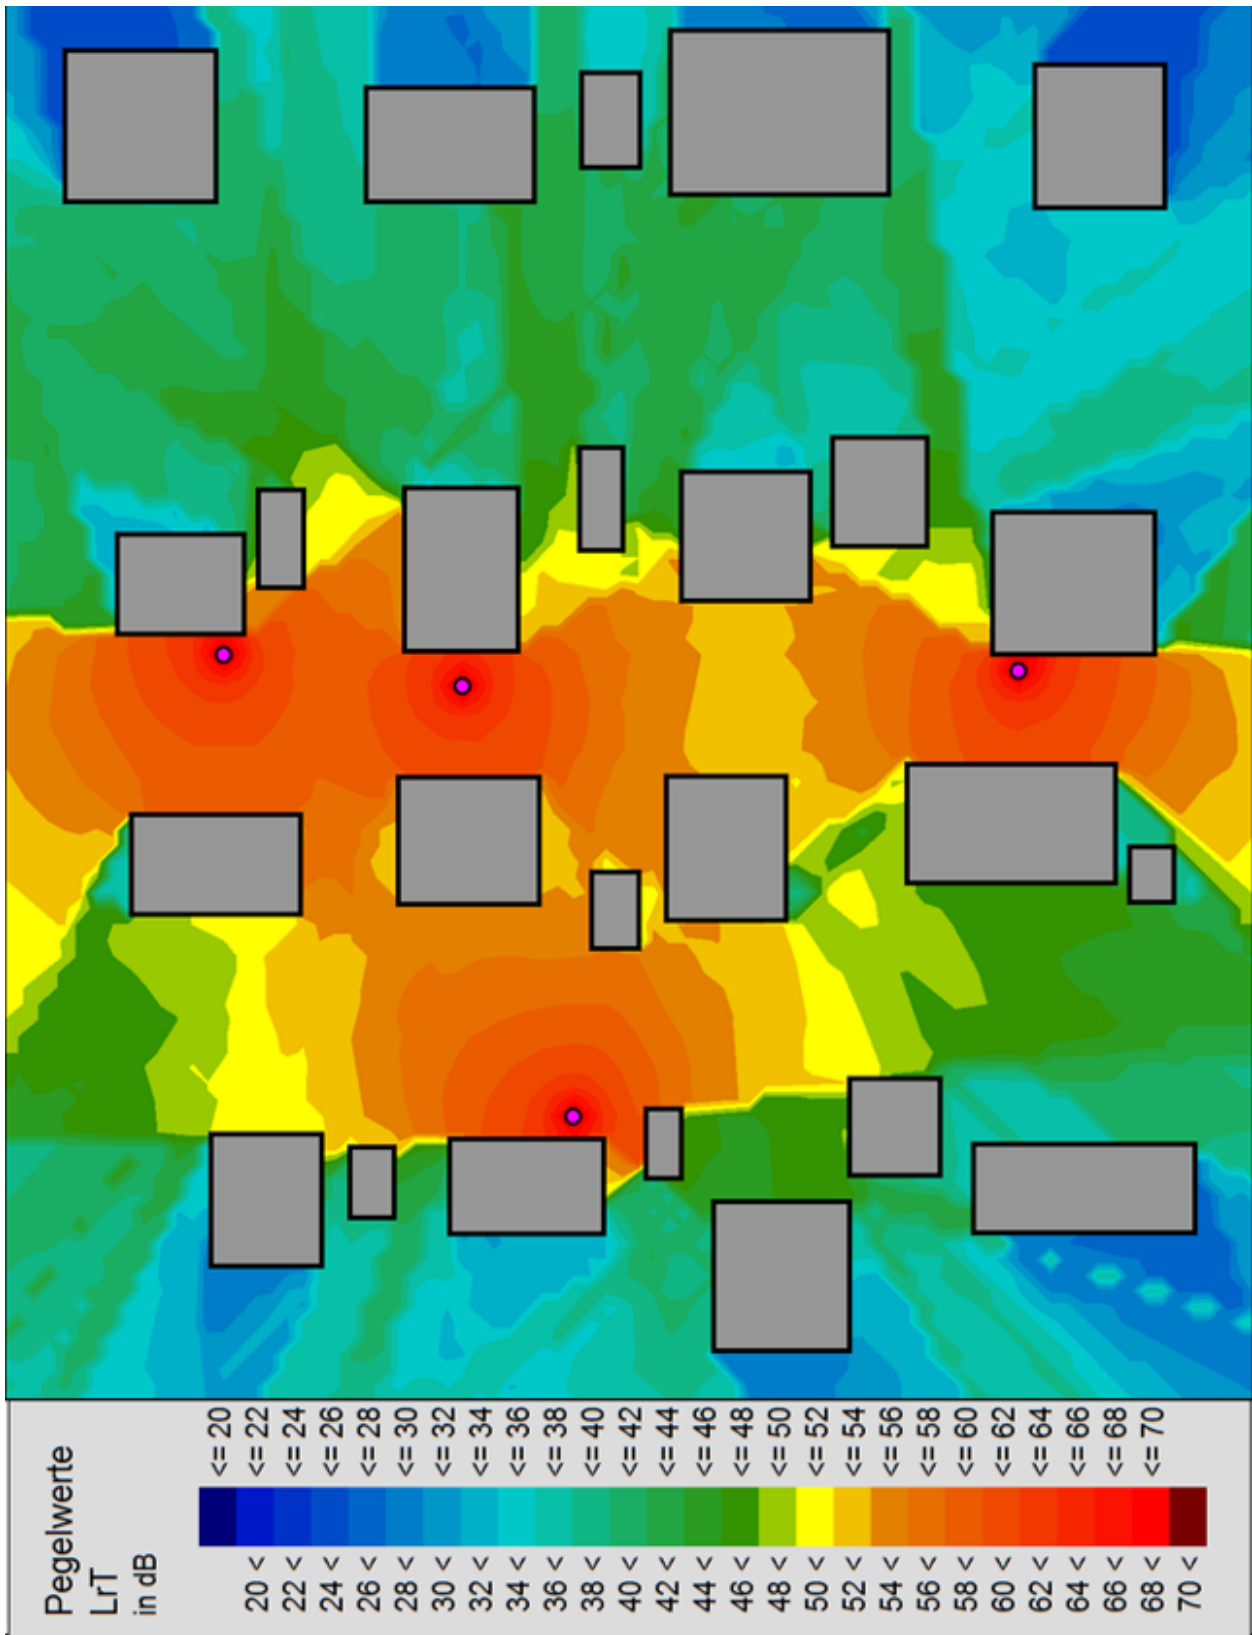 Pegelwerte
LrT
in dB
<= 20
20 < <= 22
22 < <= 24
24 < <= 26
26 < <= 28
28 < <= 30
30 < <= 32
32 < <= 34
34 < <= 36
36 < <= 38
38 < <= 40
40 < <= 42
42 < <= 44
44 < <= 46
46 < <= 48
48 < <= 50
50 < <= 52
52 < <= 54
54 < <= 56
56 < <= 58
58 < <= 60
60 < <= 62
62 < <= 64
64 < <= 66
66 < <= 68
68 < <= 70
70 <